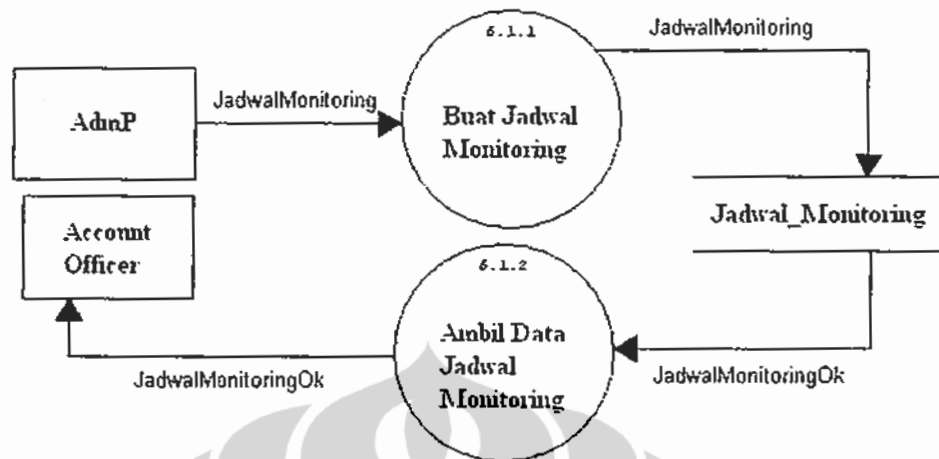 6.1.1
JadwalMonitoring
AdmP
JadwalMonitoring
Buat Jadwal
Monitoring
Jadwal_Monitoring
Account
Officer
6.1.2
Ambil Data
Jadwal
Monitoring
JadwalMonitoringOk
JadwalMonitoringOk